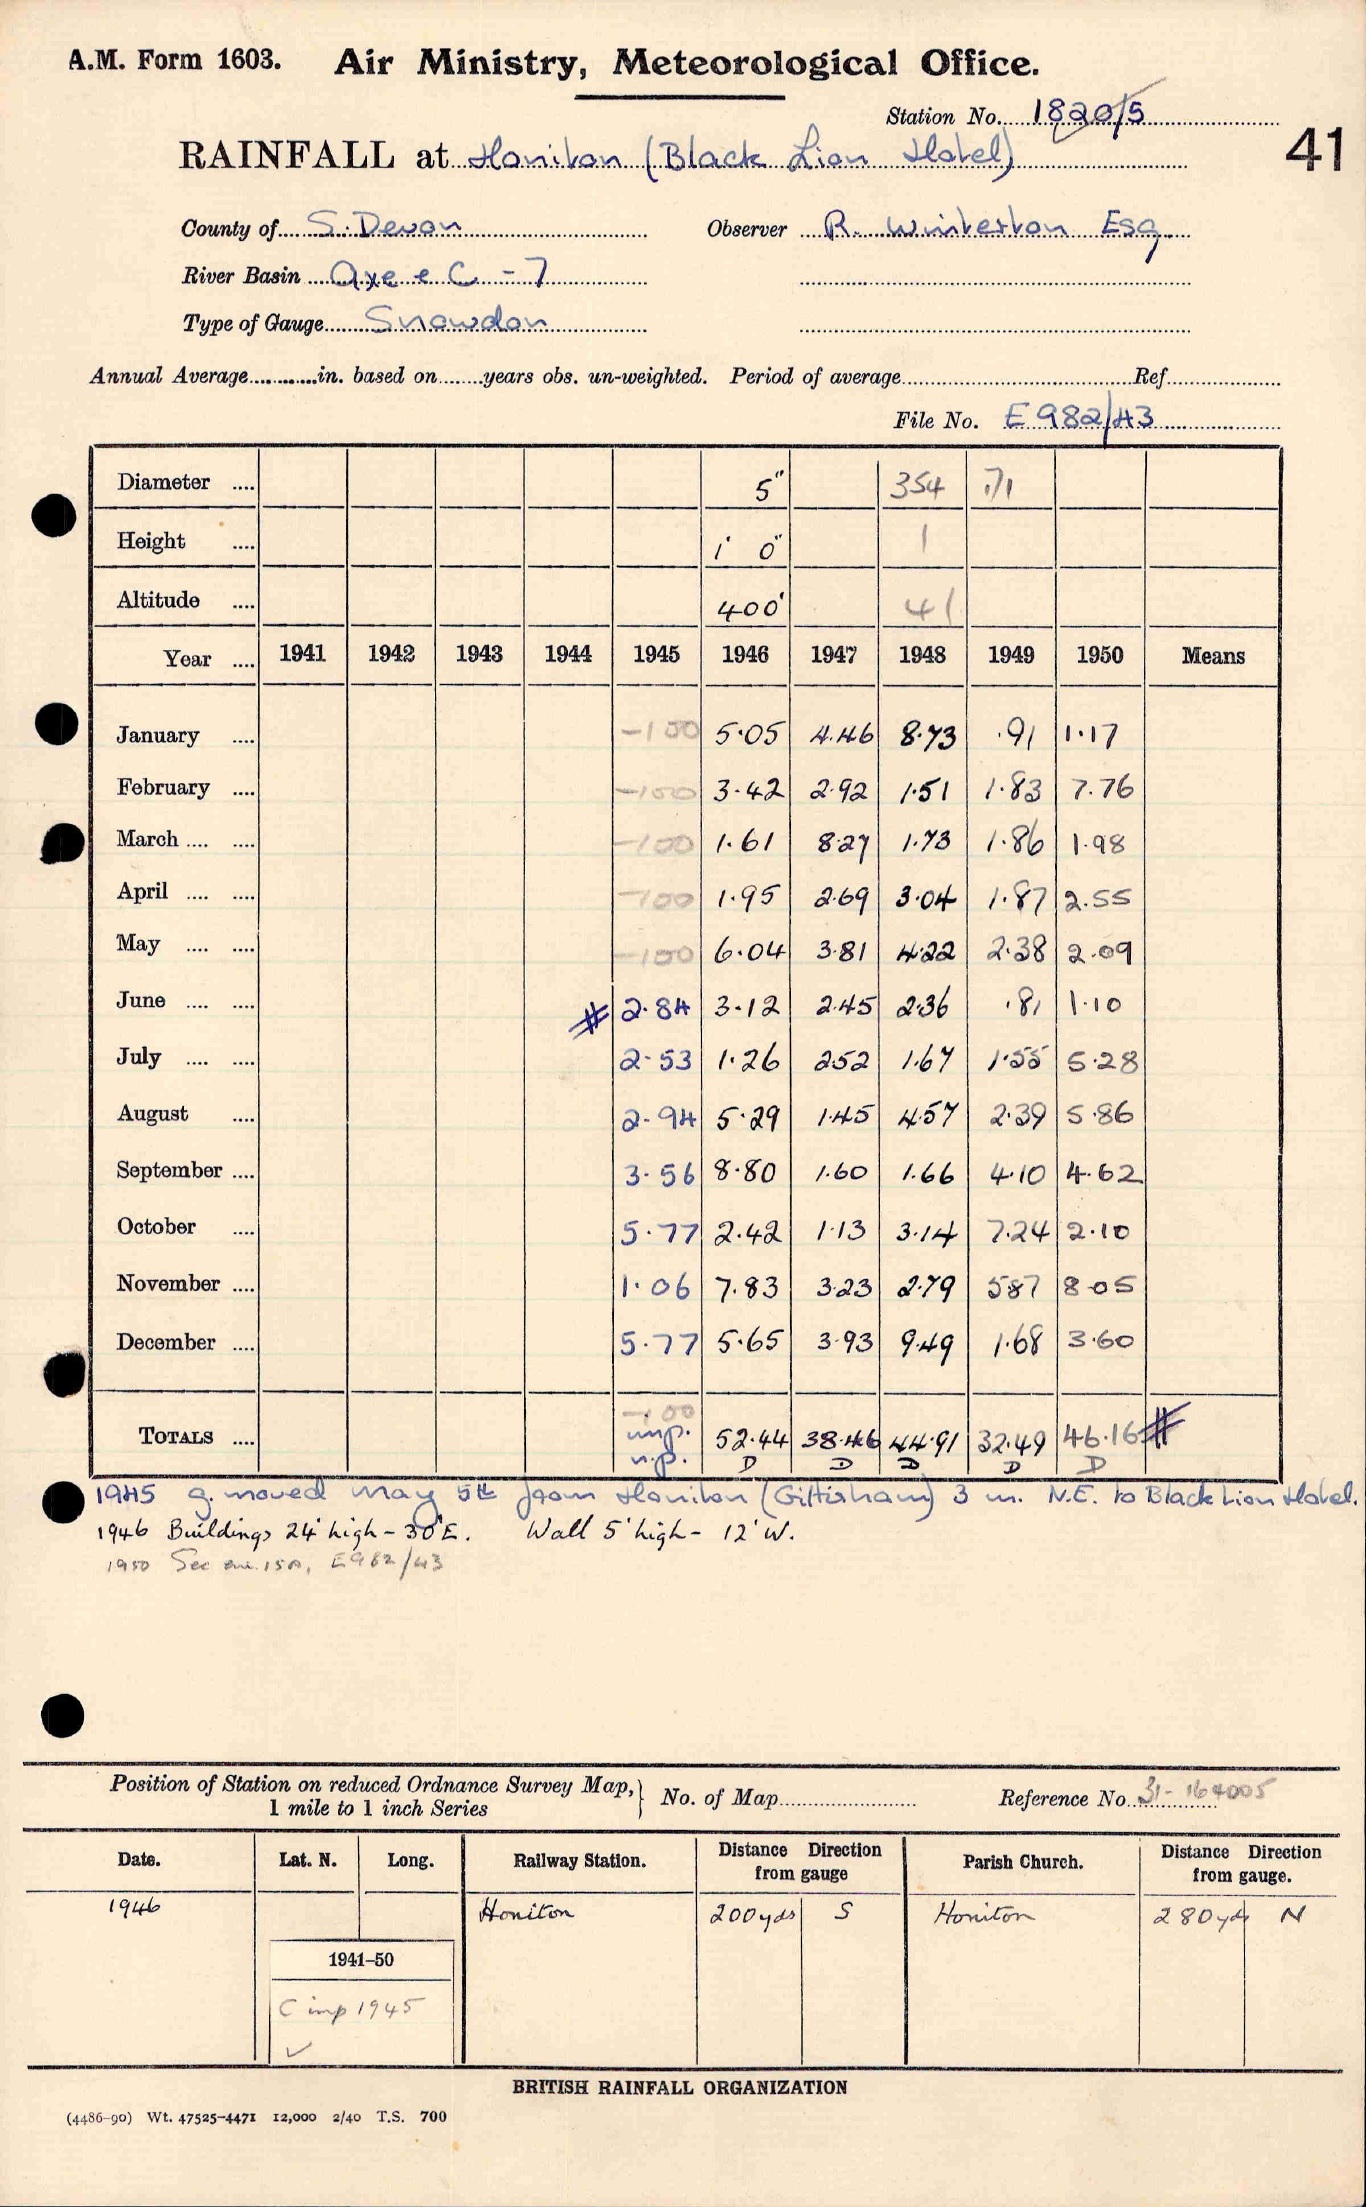 A.M. Form 1603. Air Ministry, Meteorological Office.
Station No. 1820/5
RAINFALL at Honiton (Black Lion Hotel) 41
County of S. Devon Observer R. Winterton Esq.
River Basin Axe e C - 7
Type of Gauge Snowdon
Annual Average in. based on years obs. un-weighted. Period of average Ref
File No. E 982/43
Diameter 5" 354 .71
Height 1' 0" 1
Altitude 400' 41
Year 1941 1942 1943 1944 1945 1946 1947 1948 1949 1950 Means
January -100 5.05 4.46 8.73 .91 1.17
February -100 3.42 2.92 1.51 1.83 7.76
March -100 1.61 8.27 1.73 1.86 1.98
April -100 1.95 2.69 3.04 1.87 2.55
May -100 6.04 3.81 4.22 2.38 2.09
June # 2.84 3.12 2.45 2.36 .81 1.10
July 2.53 1.26 2.52 1.67 1.55 5.28
August 2.94 5.29 1.45 4.57 2.39 5.86
September 3.56 8.80 1.60 1.66 4.10 4.62
October 5.77 2.42 1.13 3.14 7.24 2.10
November 1.06 7.83 3.23 2.79 5.87 8.05
December 5.77 5.65 3.93 9.49 1.68 3.60
-100
TOTALS imp. 52.44 38.46 44.91 32.49 46.16 #
n.p. D D D D D
1945 g. moved May 5th from Honiton (Gittisham) 3 m. N.E. to Black Lion Hotel.
1946 Buildings 24' high - 30' E. Wall 5' high - 12' W.
1950 See 15A, E982/43
Position of Station on reduced Ordnance Survey Map, 1 mile to 1 inch Series } No. of Map Reference No. 31-164005
Date. Lat. N. Long. Railway Station. Distance Direction from gauge Parish Church. Distance Direction from gauge.
1946 Honiton 200yds S Honiton 280yds N
1941-50
C imp 1945
✓
BRITISH RAINFALL ORGANIZATION
(4486-90) Wt. 47525-4471 12,000 2/40 T.S. 700